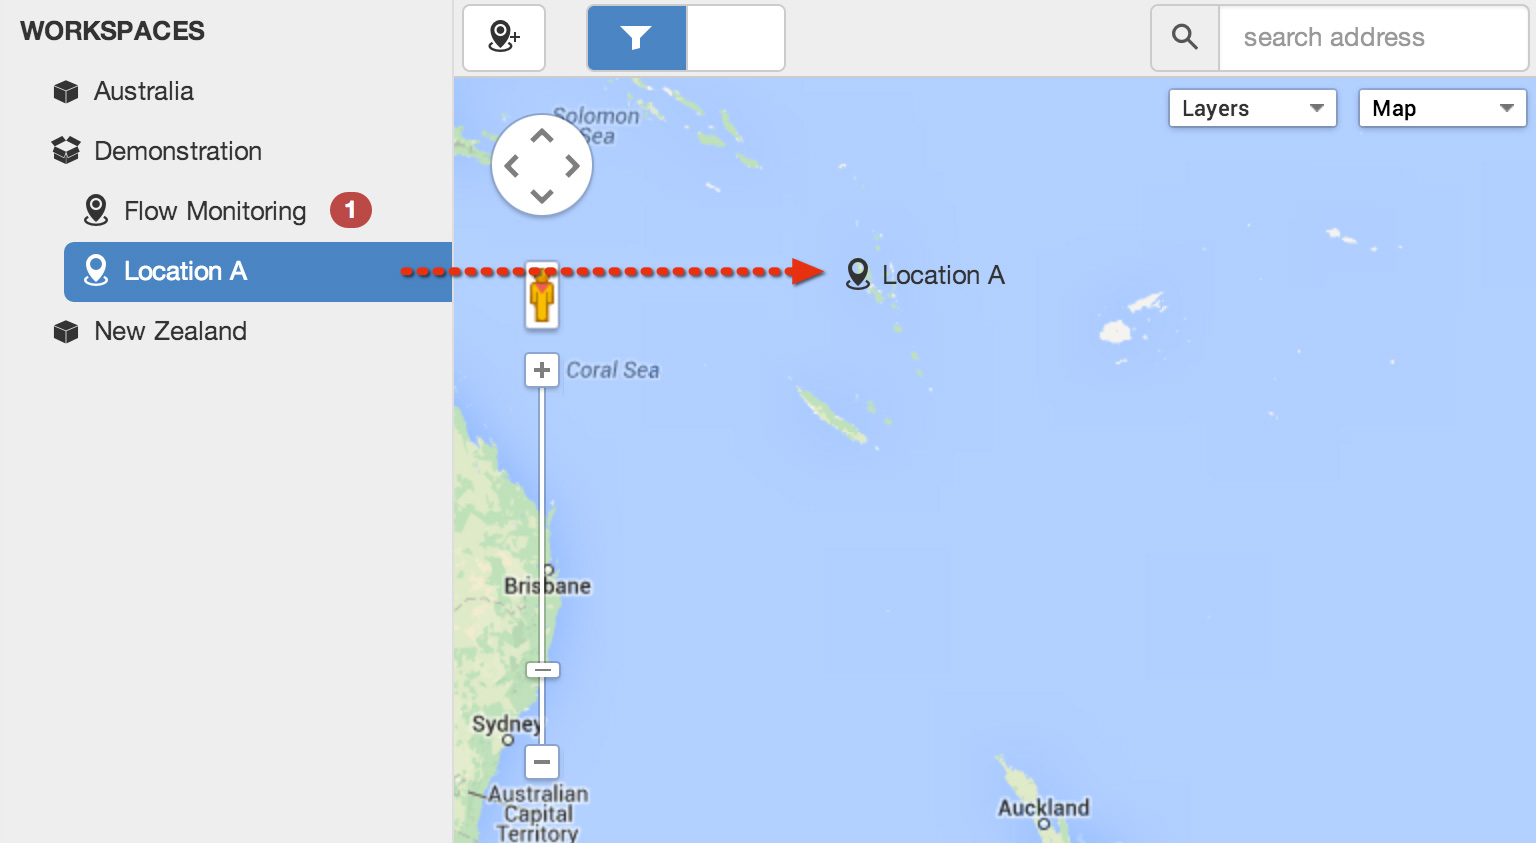 WORKSPACES
Australia
Demonstration
Flow Monitoring 1
Location A
New Zealand
search address
Layers
Map
Solomon
Sea
Location A
Coral Sea
Brisbane
Sydney
Australian
Capital
Territory
Auckland